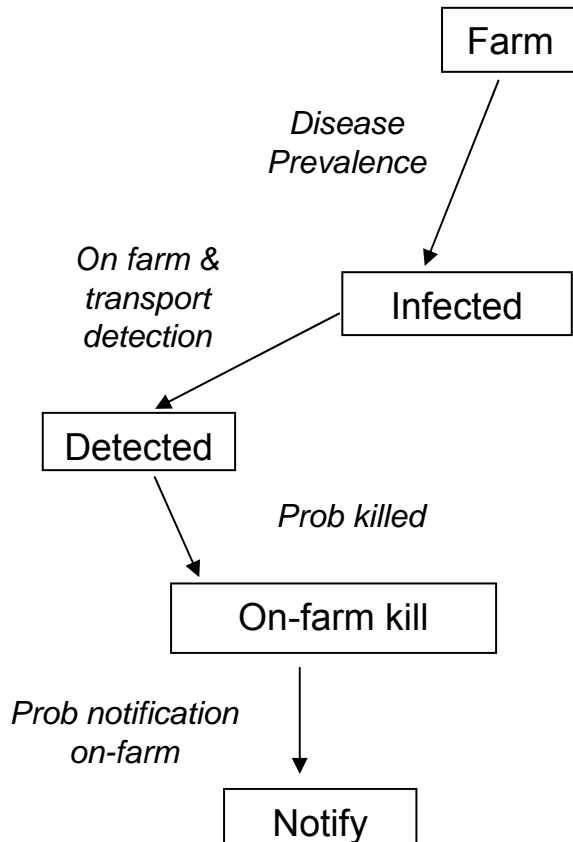 Farm
Disease
Prevalence
On farm &
transport
detection
Infected
Detected
Prob killed
On-farm kill
Prob notification
on-farm
Notify